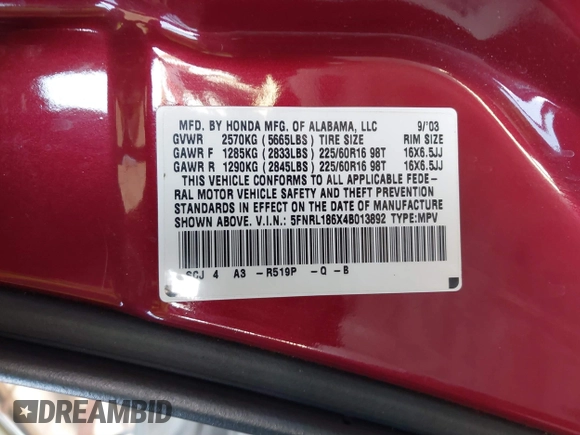 MFD. BY HONDA MFG. OF ALABAMA, LLC 9/'03
GVWR 2570KG (5665LBS) TIRE SIZE RIM SIZE
GAWR F 1285KG (2833LBS) 225/60R16 98T 16X6.5JJ
GAWR R 1290KG (2845LBS) 225/60R16 98T 16X6.5JJ
THIS VEHICLE CONFORMS TO ALL APPLICABLE FEDE-
RAL MOTOR VEHICLE SAFETY AND THEFT PREVENTION
STANDARDS IN EFFECT ON THE DATE OF MANUFACTURE
SHOWN ABOVE. V.I.N.: 5FNRL186X4B013892 TYPE:MPV
SCJ 4 A3 -R519P -Q -B
DREAMBID